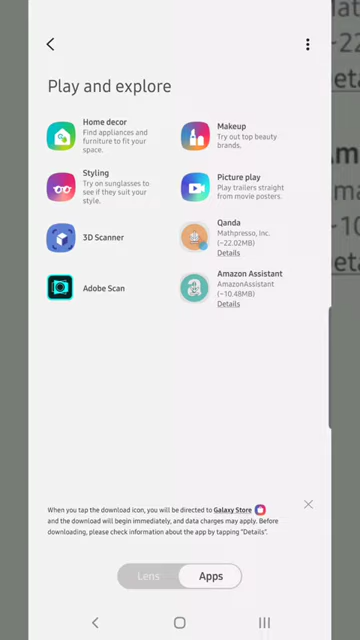 Play and explore
Home decor
Find appliances and
furniture to fit your
space.
Makeup
Try out top beauty
brands.
Styling
Try on sunglasses to
see if they suit your
style.
Picture play
Play trailers straight
from movie posters.
3D Scanner
Qanda
Mathpresso, Inc.
(~22.02MB)
Details
Adobe Scan
Amazon Assistant
AmazonAssistant
(~10.48MB)
Details
When you tap the download icon, you will be directed to Galaxy Store
and the download will begin immediately, and data charges may apply. Before
downloading, please check information about the app by tapping "Details".
Lens
Apps